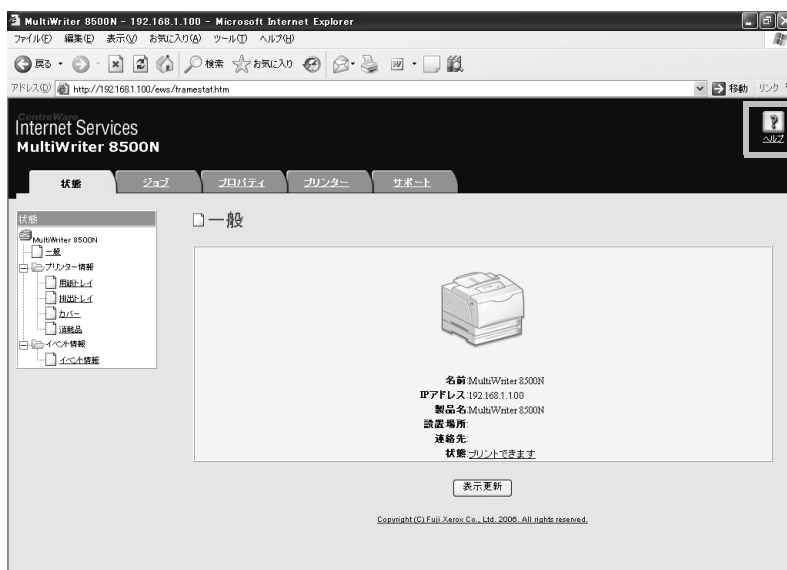 MultiWriter 8500N - 192.168.1.100 - Microsoft Internet Explorer
ファイル(F) 編集(E) 表示(V) お気に入り(A) ツール(T) ヘルプ(H)
戻る 検索 お気に入り
アドレス(D) http://192.168.1.100/ews/framestat.htm 移動 リンク
CentreWare
Internet Services
MultiWriter 8500N
ヘルプ
状態 ジョブ プロパティ プリンター サポート
状態
MultiWriter 8500N
一般
プリンター情報
用紙トレイ
排出トレイ
カバー
消耗品
イベント情報
イベント情報
一般
名前:MultiWriter 8500N
IPアドレス:192.168.1.100
製品名:MultiWriter 8500N
設置場所:
連絡先:
状態:プリントできます
表示更新
Copyright (C) Fuji Xerox Co., Ltd. 2006. All rights reserved.